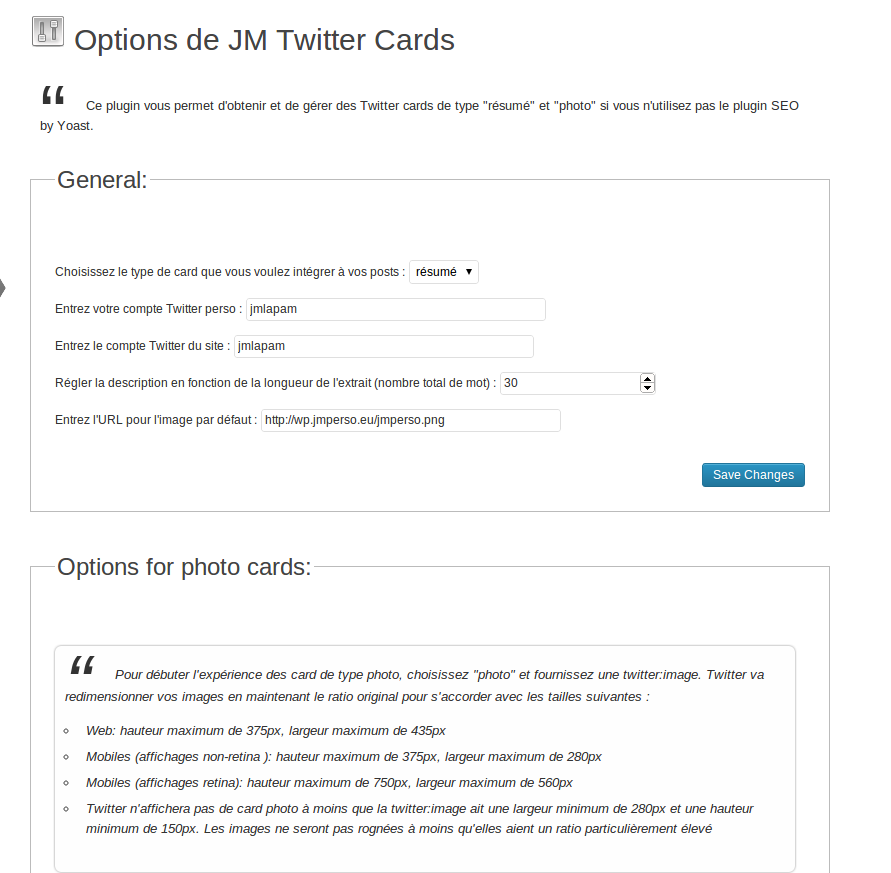 Options de JM Twitter Cards
“ Ce plugin vous permet d'obtenir et de gérer des Twitter cards de type "résumé" et "photo" si vous n'utilisez pas le plugin SEO
by Yoast.
General:
Choisissez le type de card que vous voulez intégrer à vos posts : résumé
Entrez votre compte Twitter perso : jmlapam
Entrez le compte Twitter du site : jmlapam
Régler la description en fonction de la longueur de l'extrait (nombre total de mot) : 30
Entrez l'URL pour l'image par défaut : http://wp.jmperso.eu/jmperso.png
Save Changes
Options for photo cards:
“ Pour débuter l'expérience des card de type photo, choisissez "photo" et fournissez une twitter:image. Twitter va
redimensionner vos images en maintenant le ratio original pour s'accorder avec les tailles suivantes :
Web: hauteur maximum de 375px, largeur maximum de 435px
Mobiles (affichages non-retina ): hauteur maximum de 375px, largeur maximum de 280px
Mobiles (affichages retina): hauteur maximum de 750px, largeur maximum de 560px
Twitter n'affichera pas de card photo à moins que la twitter:image ait une largeur minimum de 280px et une hauteur
minimum de 150px. Les images ne seront pas rognées à moins qu'elles aient un ratio particulièrement élevé